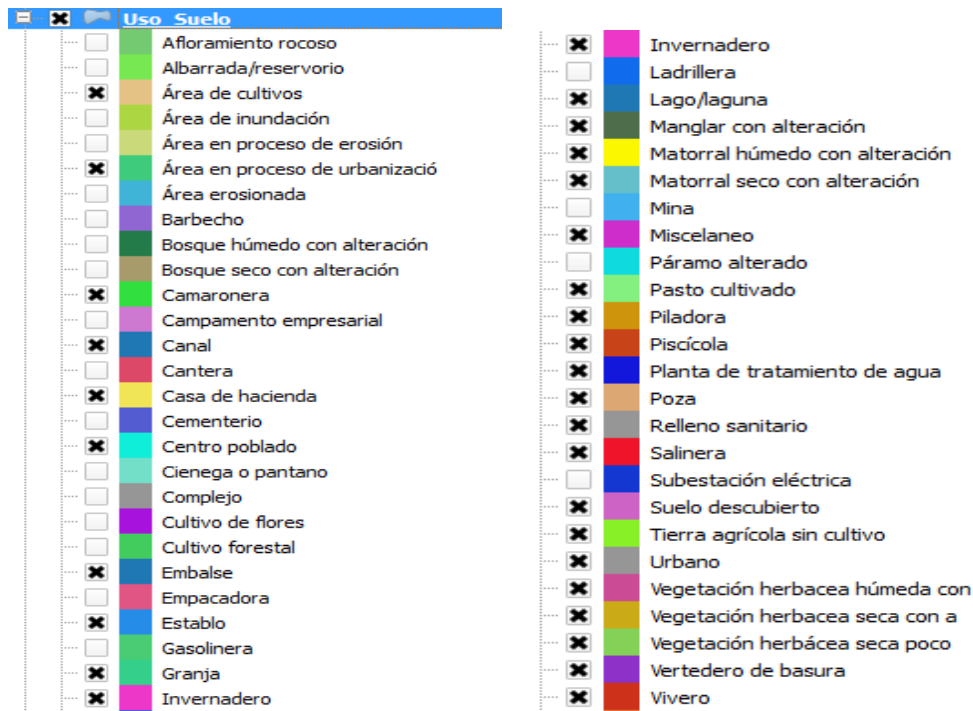 Uso_Suelo
Afloramiento rocoso
Albarrada/reservorio
Área de cultivos
Área de inundación
Área en proceso de erosión
Área en proceso de urbanizació
Área erosionada
Barbecho
Bosque húmedo con alteración
Bosque seco con alteración
Camaronera
Campamento empresarial
Canal
Cantera
Casa de hacienda
Cementerio
Centro poblado
Cienega o pantano
Complejo
Cultivo de flores
Cultivo forestal
Embalse
Empacadora
Establo
Gasolinera
Granja
Invernadero
Invernadero
Ladrillera
Lago/laguna
Manglar con alteración
Matorral húmedo con alteración
Matorral seco con alteración
Mina
Miscelaneo
Páramo alterado
Pasto cultivado
Piladora
Piscícola
Planta de tratamiento de agua
Poza
Relleno sanitario
Salinera
Subestación eléctrica
Suelo descubierto
Tierra agrícola sin cultivo
Urbano
Vegetación herbacea húmeda con
Vegetación herbacea seca con a
Vegetación herbácea seca poco
Vertedero de basura
Vivero